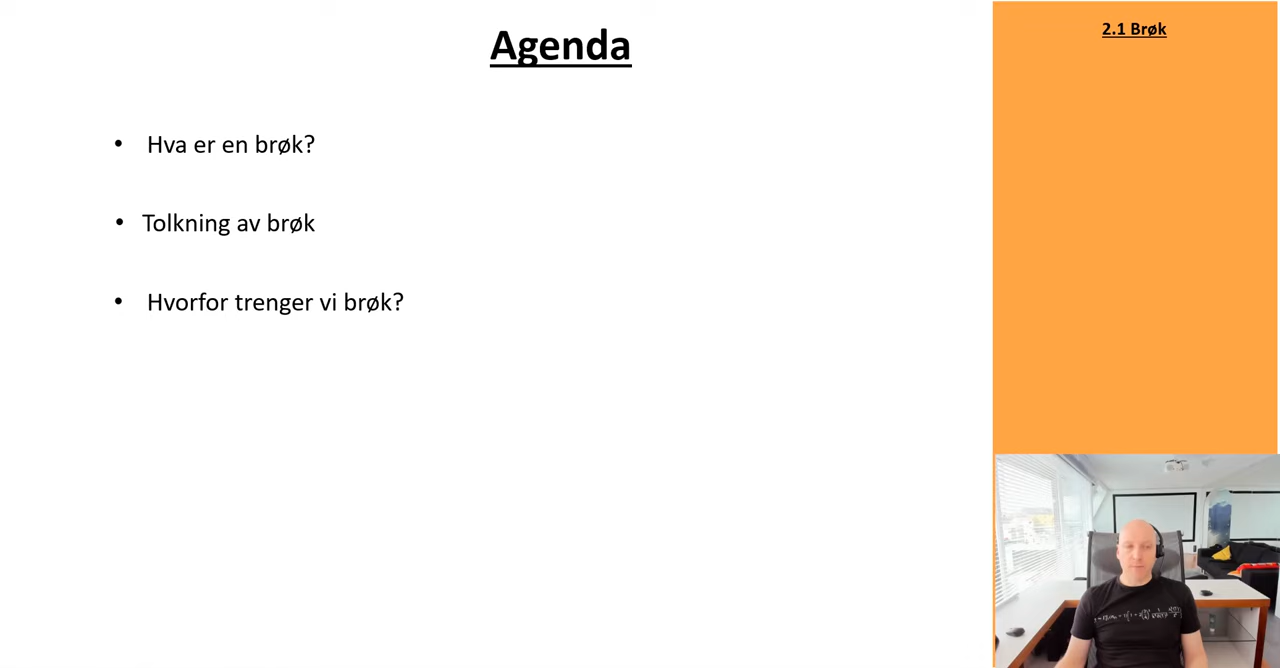 Agenda
2.1 Brøk
• Hva er en brøk?
• Tolkning av brøk
• Hvorfor trenger vi brøk?